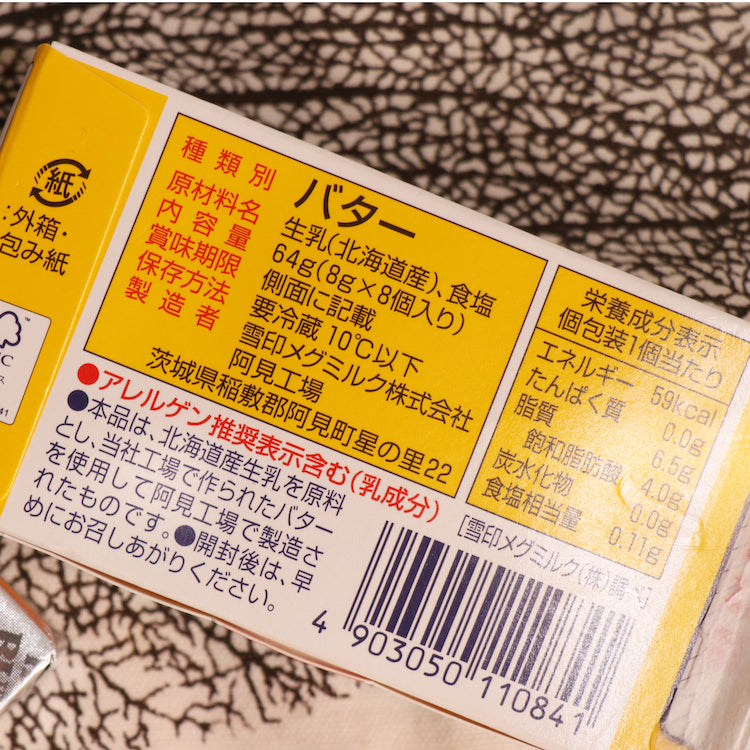 紙
:外箱・
包み紙
種類別 バター
原材料名 生乳(北海道産)、食塩
内容量 64g(8g×8個入り)
賞味期限 側面に記載
保存方法 要冷蔵 10℃以下
製造者 雪印メグミルク株式会社
阿見工場
茨城県稲敷郡阿見町星の里22
●アレルゲン推奨表示含む(乳成分)
●本品は、北海道産生乳を原料
とし、当社工場で作られたバター
を使用して阿見工場で製造さ
れたものです。●開封後は、早
めにお召しあがりください。
栄養成分表示
個包装1個当たり
エネルギー 59kcal
たんぱく質 0.0g
脂質 6.5g
飽和脂肪酸 4.0g
炭水化物 0.0g
食塩相当量 0.11g
[雪印メグミルク(株)調べ]
4 903050 110841